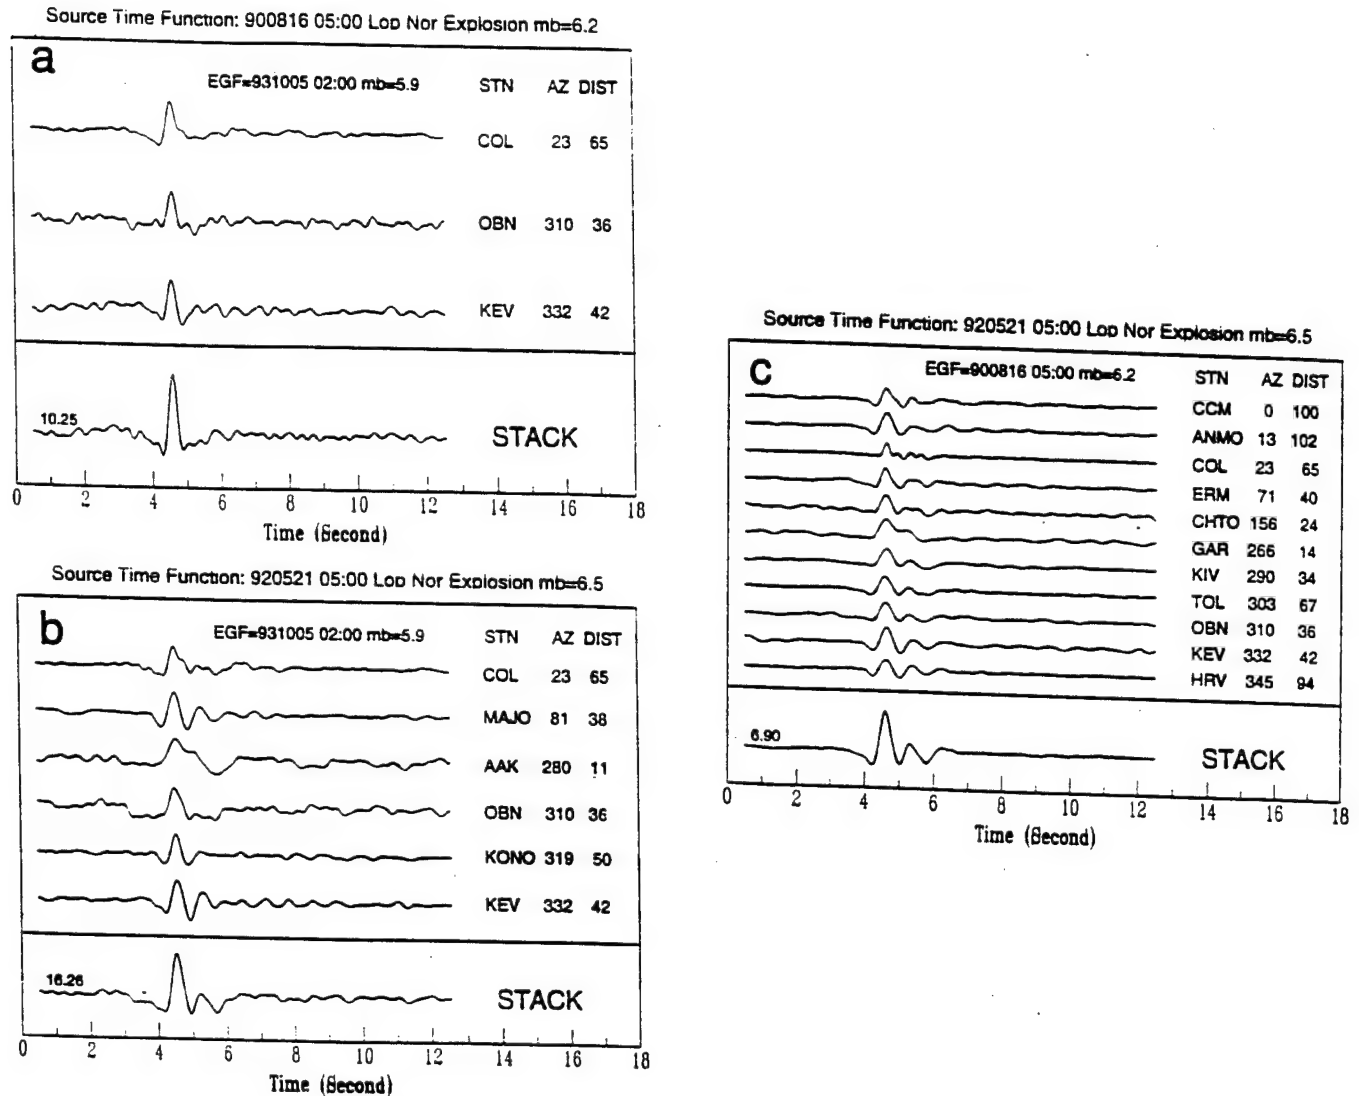 Source Time Function: 900816 05:00 Lop Nor Explosion mb=6.2
a
EGF=931005 02:00 mb=5.9 STN AZ DIST
COL 23 65
OBN 310 36
KEV 332 42
10.25
STACK
0 2 4 6 8 10 12 14 16 18
Time (Second)
Source Time Function: 920521 05:00 Lop Nor Explosion mb=6.5
b
EGF=931005 02:00 mb=5.9 STN AZ DIST
COL 23 65
MAJO 81 38
AAK 280 11
OBN 310 36
KONO 319 50
KEV 332 42
16.26
STACK
0 2 4 6 8 10 12 14 16 18
Time (Second)
Source Time Function: 920521 05:00 Lop Nor Explosion mb=6.5
c
EGF=900816 05:00 mb=6.2 STN AZ DIST
CCM 0 100
ANMO 13 102
COL 23 65
ERM 71 40
CHTO 156 24
GAR 266 14
KIV 290 34
TOL 303 67
OBN 310 36
KEV 332 42
HRV 345 94
6.90
STACK
0 2 4 6 8 10 12 14 16 18
Time (Second)